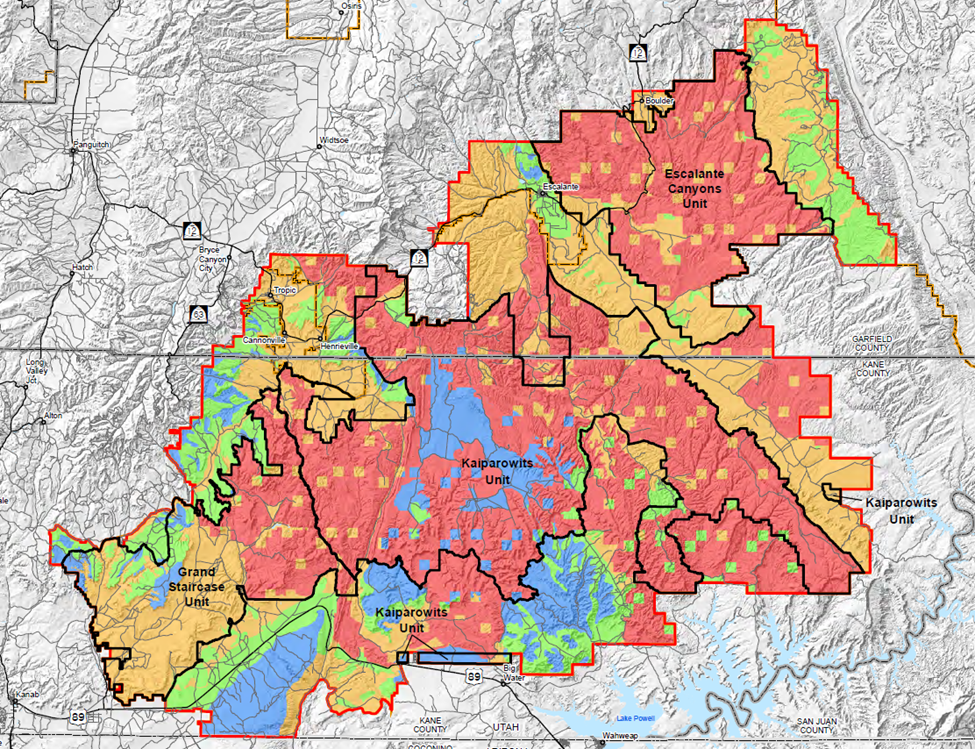 Osiris
12
Boulder
Widtsoe
Panguitch
Escalante
Canyons
Unit
Escalante
12
Bryce
Canyon
City
12
Hatch
Tropic
63
Cannonville
Henrieville
GARFIELD
COUNTY
KANE
COUNTY
Long
Valley
Jct.
Alton
Kaiparowits
Unit
Kaiparowits
Unit
Grand
Staircase
Unit
Kaiparowits
Unit
89
Big
Water
Kanab
89
KANE
COUNTY
UTAH
Lake Powell
SAN JUAN
COUNTY
Wahweap